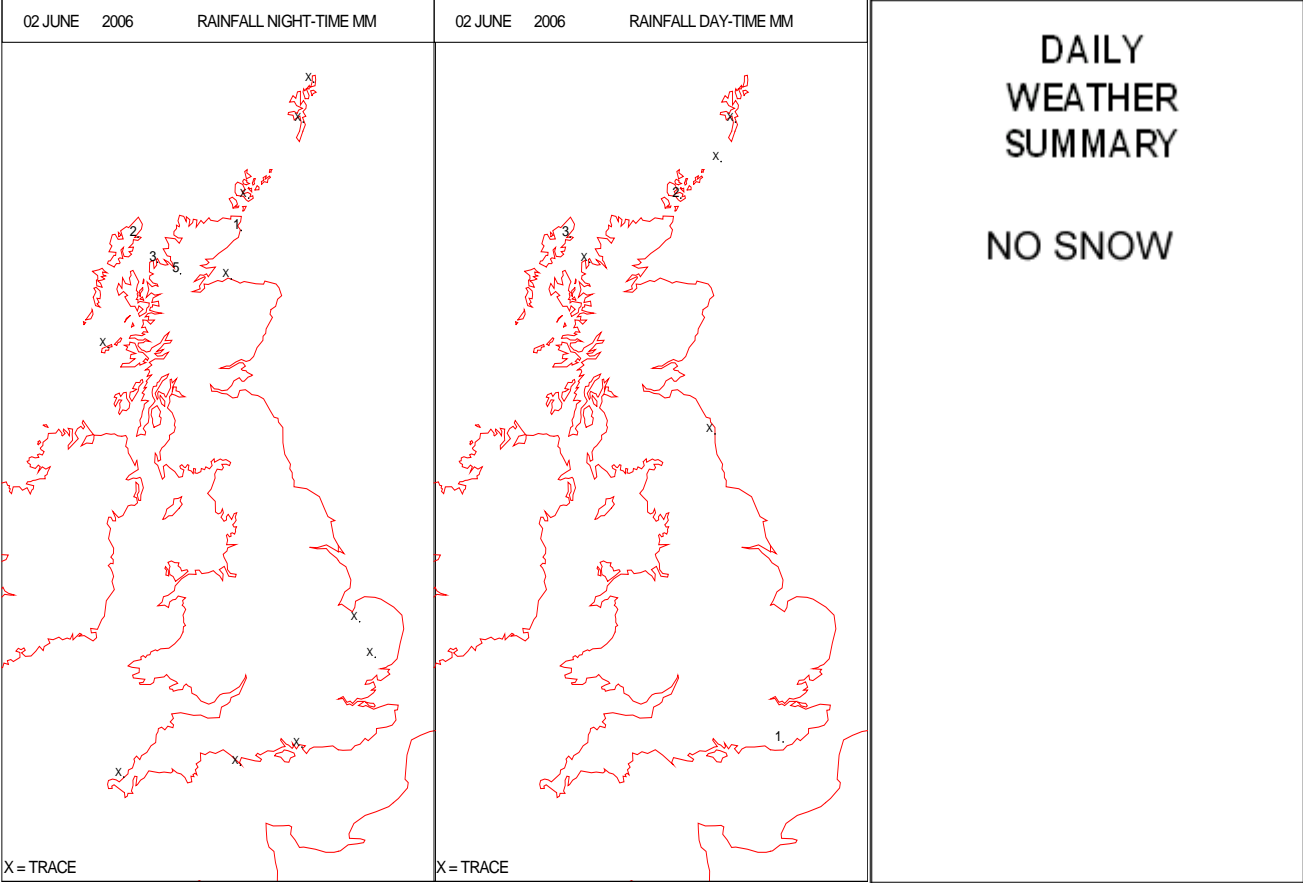 02 JUNE 2006 RAINFALL NIGHT-TIME MM
X
X.
X.
1.
2.
3.
5.
X.
X.
X.
X.
X.
X.
X.
X = TRACE
02 JUNE 2006 RAINFALL DAY-TIME MM
X.
X.
2.
3.
X.
X.
1.
X = TRACE
DAILY
WEATHER
SUMMARY
NO SNOW